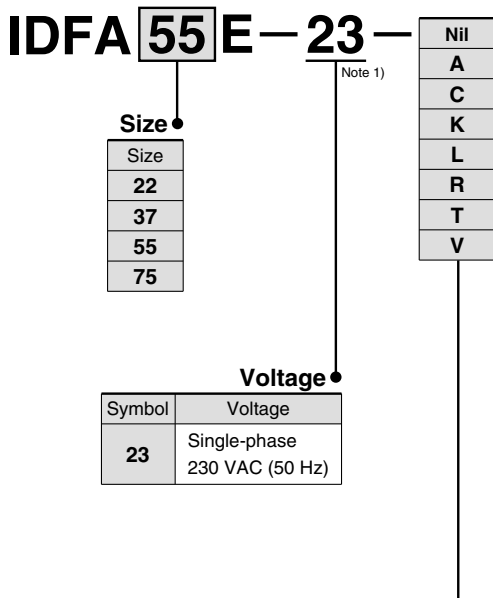 IDFA 55 E — 23 —
Note 1)
Nil
A
C
K
L
R
T
V
Size
Size
22
37
55
75
Voltage
Symbol Voltage
23 Single-phase
230 VAC (50 Hz)